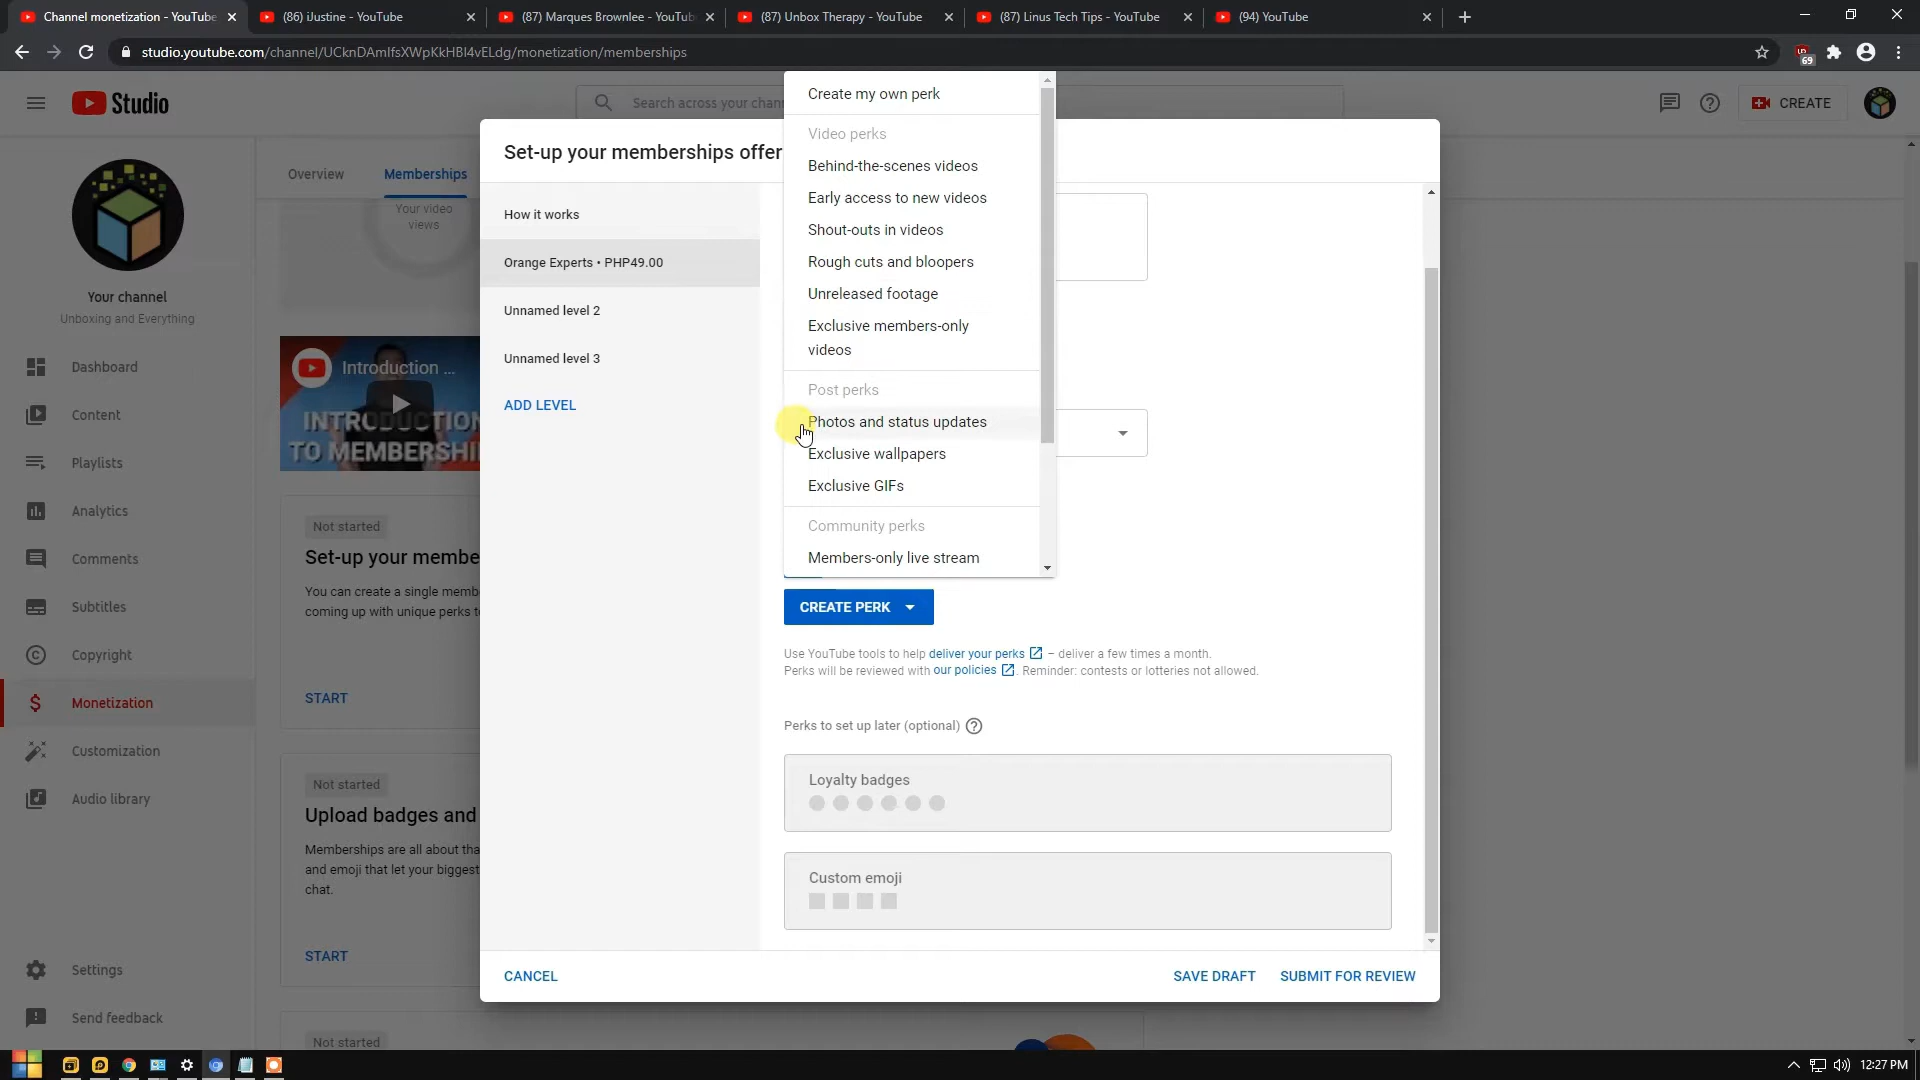 Channel monetization - YouTube
(86) iJustine - YouTube
(87) Marques Brownlee - YouTub
(87) Unbox Therapy - YouTube
(87) Linus Tech Tips - YouTube
(94) YouTube
studio.youtube.com/channel/UCknDAmIfsXWpKkHBI4vELdg/monetization/memberships
69
Studio
Search across your chann
CREATE
Your channel
Unboxing and Everything
Dashboard
Content
Playlists
Analytics
Comments
Subtitles
Copyright
Monetization
Customization
Audio library
Settings
Send feedback
Overview
Memberships
Your video
views
Introduction ...
INTRODUCTION
TO MEMBERSHIP
Not started
Set-up your membe
You can create a single memb
coming up with unique perks t
START
Not started
Upload badges and
Memberships are all about tha
and emoji that let your biggest
chat.
START
Not started
Set-up your memberships offer
How it works
Orange Experts • PHP49.00
Unnamed level 2
Unnamed level 3
ADD LEVEL
Create my own perk
Video perks
Behind-the-scenes videos
Early access to new videos
Shout-outs in videos
Rough cuts and bloopers
Unreleased footage
Exclusive members-only
videos
Post perks
Photos and status updates
Exclusive wallpapers
Exclusive GIFs
Community perks
Members-only live stream
CREATE PERK
Use YouTube tools to help deliver your perks – deliver a few times a month.
Perks will be reviewed with our policies . Reminder: contests or lotteries not allowed.
Perks to set up later (optional)
Loyalty badges
Custom emoji
CANCEL
SAVE DRAFT
SUBMIT FOR REVIEW
12:27 PM